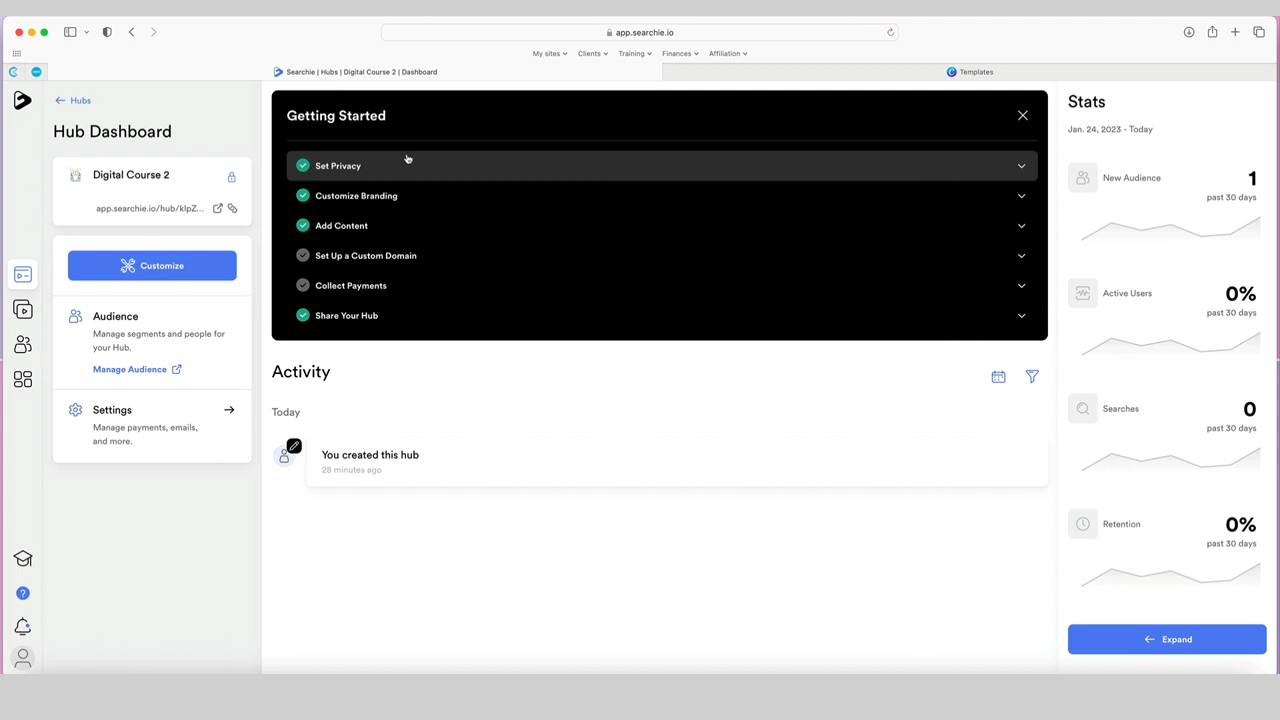 app.searchie.io
My sites
Clients
Training
Finances
Affiliation
Searchie | Hubs | Digital Course 2 | Dashboard
Templates
Hubs
Hub Dashboard
Digital Course 2
app.searchie.io/hub/klpZ...
Customize
Audience
Manage segments and people for
your Hub.
Manage Audience
Settings
Manage payments, emails,
and more.
Getting Started
Set Privacy
Customize Branding
Add Content
Set Up a Custom Domain
Collect Payments
Share Your Hub
Activity
Today
You created this hub
28 minutes ago
Stats
Jan. 24, 2023 - Today
New Audience
1
past 30 days
Active Users
0%
past 30 days
Searches
0
past 30 days
Retention
0%
past 30 days
Expand
?